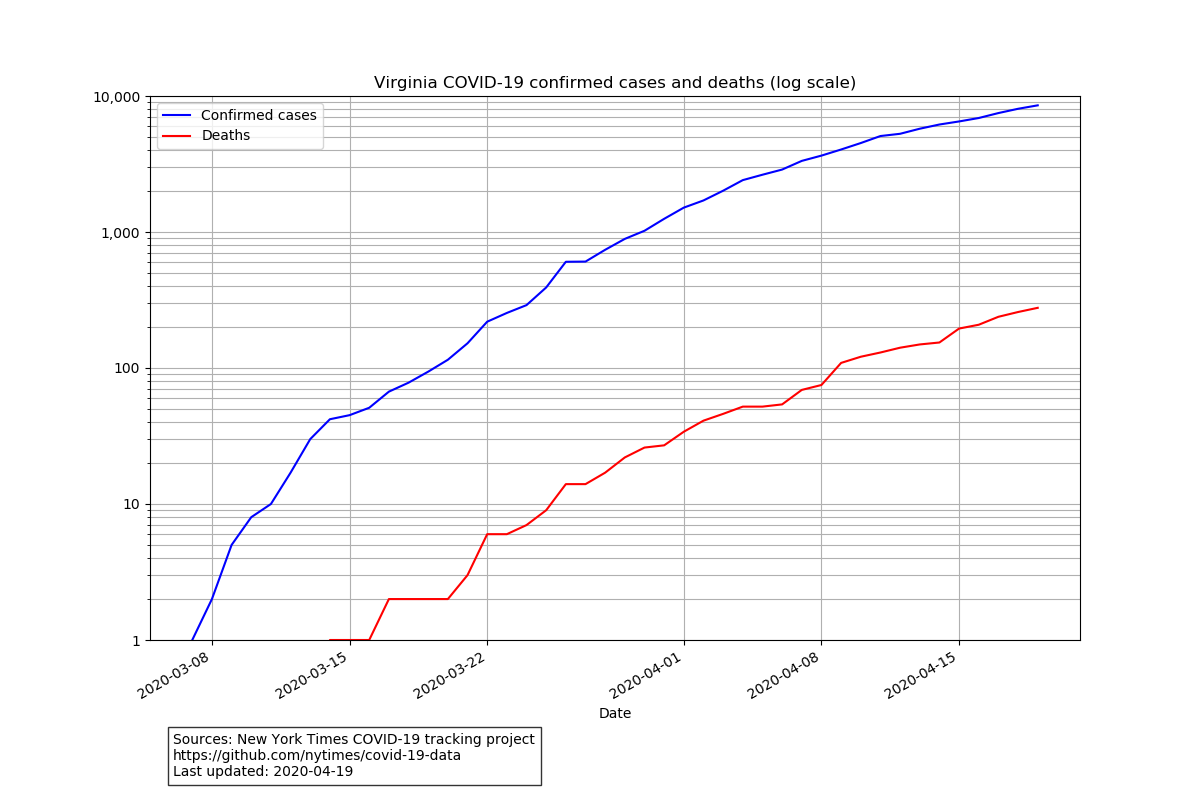 Virginia COVID-19 confirmed cases and deaths (log scale)
10,000
1,000
100
10
1
Confirmed cases
Deaths
2020-03-08
2020-03-15
2020-03-22
2020-04-01
2020-04-08
2020-04-15
Date
Sources: New York Times COVID-19 tracking project
https://github.com/nytimes/covid-19-data
Last updated: 2020-04-19